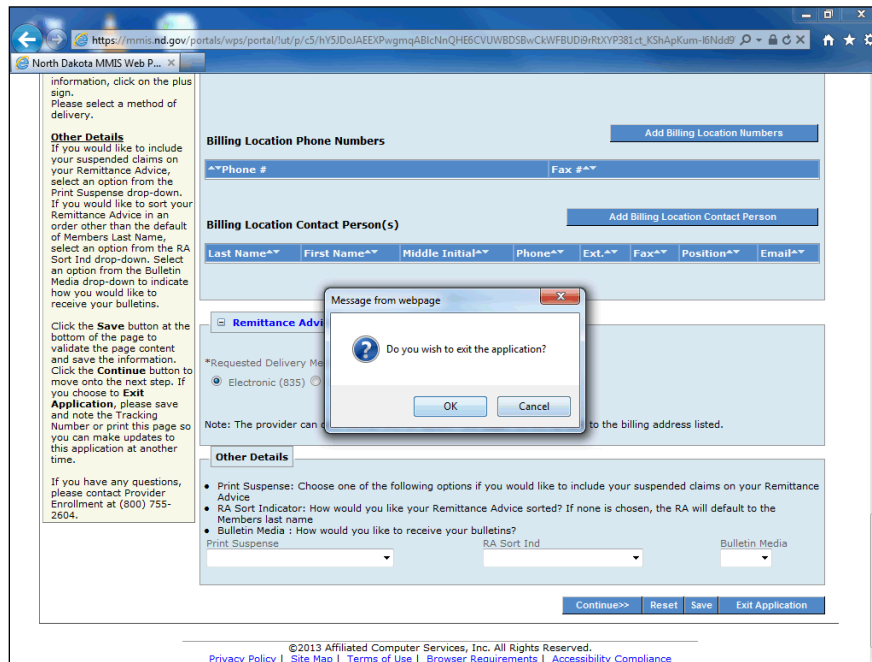 https://mmis.nd.gov/portals/wps/portal/!ut/p/c5/
North Dakota MMIS Web P...
information, click on the plus
sign.
Please select a method of
delivery.
Other Details
If you would like to include
your suspended claims on
your Remittance Advice,
select an option from the
Print Suspense drop-down.
If you would like to sort your
Remittance Advice in an
order other than the default
of Members Last Name,
select an option from the RA
Sort Ind drop-down. Select
an option from the Bulletin
Media drop-down to indicate
how you would like to
receive your bulletins.
Click the Save button at the
bottom of the page to
validate the page content
and save the information.
Click the Continue button to
move onto the next step. If
you choose to Exit
Application, please save
and note the Tracking
Number or print this page so
you can make updates to
this application at another
time.
If you have any questions,
please contact Provider
Enrollment at (800) 755-
2604.
Billing Location Phone Numbers
Add Billing Location Numbers
Phone # Fax #
Billing Location Contact Person(s)
Add Billing Location Contact Person
Last Name First Name Middle Initial Phone Ext. Fax Position Email
Remittance Advi
*Requested Delivery Me
Electronic (835)
Note: The provider can to the billing address listed.
Message from webpage
Do you wish to exit the application?
OK Cancel
Other Details
• Print Suspense: Choose one of the following options if you would like to include your suspended claims on your Remittance
Advice
• RA Sort Indicator: How would you like your Remittance Advice sorted? If none is chosen, the RA will default to the
Members last name
• Bulletin Media : How would you like to receive your bulletins?
Print Suspense RA Sort Ind Bulletin Media
Continue>> Reset Save Exit Application
©2013 Affiliated Computer Services, Inc. All Rights Reserved.
Privacy Policy | Site Map | Terms of Use | Browser Requirements | Accessibility Compliance